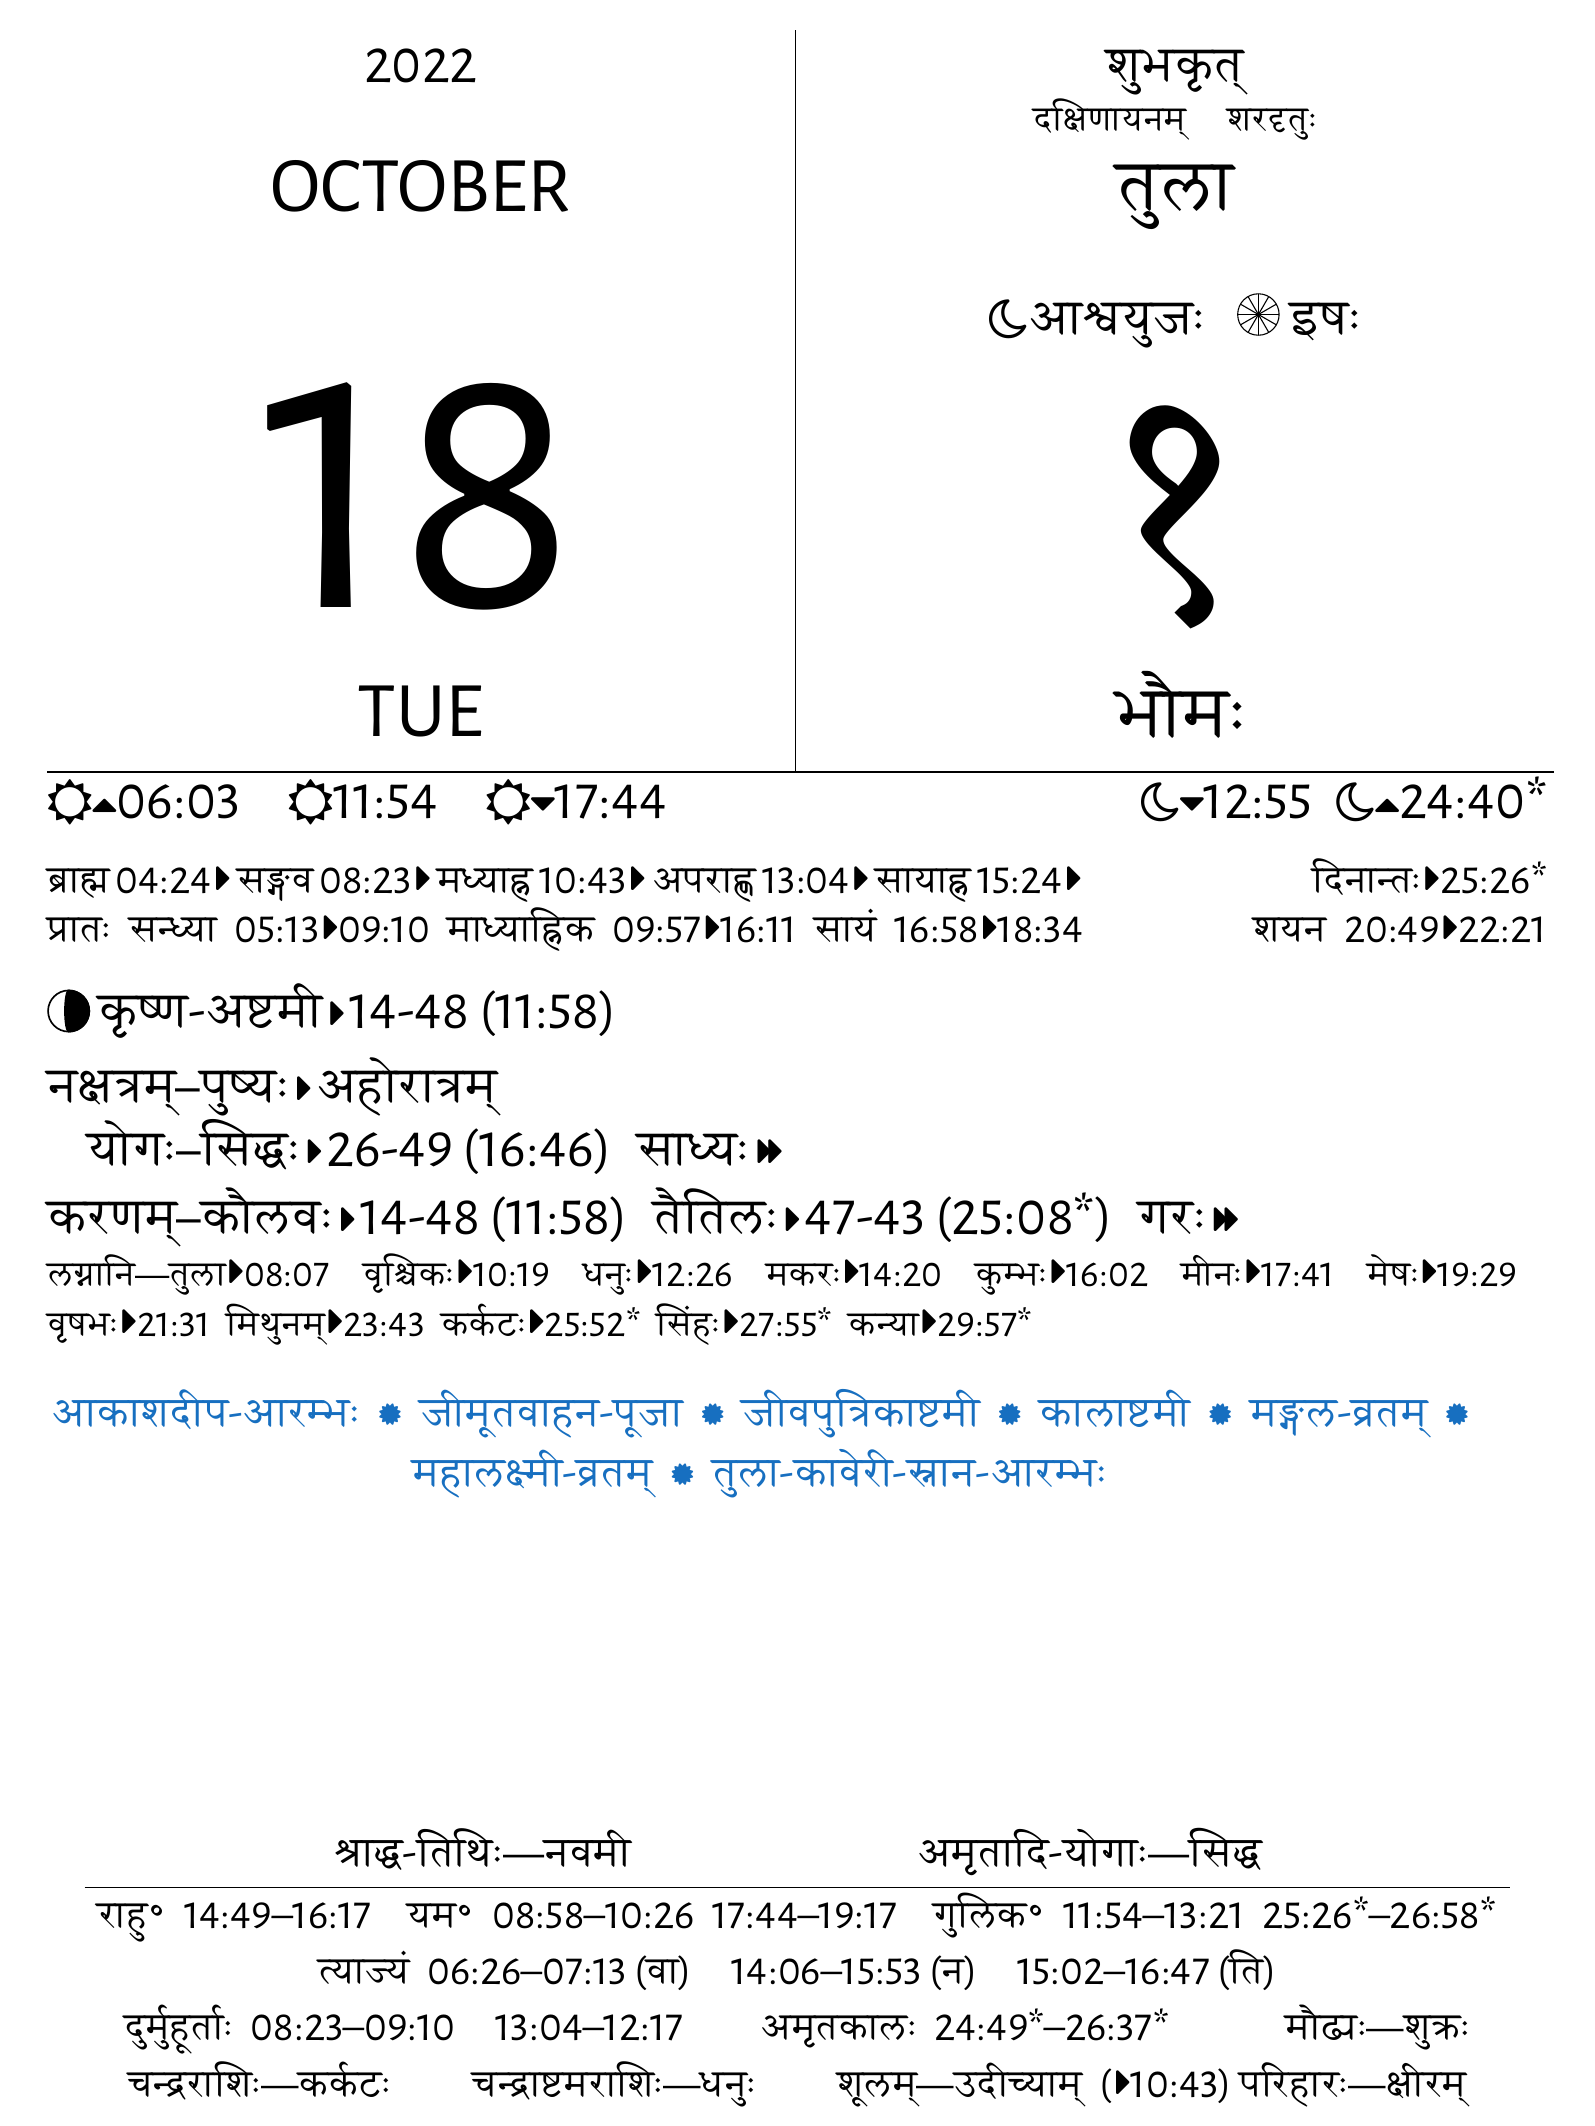 2022
OCTOBER
18
TUE
शुभकृत्
दक्षिणायनम् शरदृतुः
तुला
आश्वयुजः इषः
१
भौमः
06:03 11:54 17:44 12:55 24:40*
ब्राह्म 04:24 सङ्गव 08:23 मध्याह्न 10:43 अपराह्ण 13:04 सायाह्न 15:24 दिनान्तः 25:26*
प्रातः सन्ध्या 05:13 09:10 माध्याह्निक 09:57 16:11 सायं 16:58 18:34 शयन 20:49 22:21
कृष्ण-अष्टमी 14-48 (11:58)
नक्षत्रम्–पुष्यः अहोरात्रम्
योगः–सिद्धः 26-49 (16:46) साध्यः
करणम्–कौलवः 14-48 (11:58) तैतिलः 47-43 (25:08*) गरः
लग्नानि—तुला 08:07 वृश्चिकः 10:19 धनुः 12:26 मकरः 14:20 कुम्भः 16:02 मीनः 17:41 मेषः 19:29
वृषभः 21:31 मिथुनम् 23:43 कर्कटः 25:52* सिंहः 27:55* कन्या 29:57*
आकाशदीप-आरम्भः जीमूतवाहन-पूजा जीवपुत्रिकाष्टमी कालाष्टमी मङ्गल-व्रतम्
महालक्ष्मी-व्रतम् तुला-कावेरी-स्नान-आरम्भः
श्राद्ध-तिथिः—नवमी अमृतादि-योगाः—सिद्ध
राहु॰ 14:49–16:17 यम॰ 08:58–10:26 17:44–19:17 गुलिक॰ 11:54–13:21 25:26*–26:58*
त्याज्यं 06:26–07:13 (वा) 14:06–15:53 (न) 15:02–16:47 (ति)
दुर्मुहूर्ताः 08:23–09:10 13:04–12:17 अमृतकालः 24:49*–26:37* मौढ्यः—शुक्रः
चन्द्रराशिः—कर्कटः चन्द्राष्टमराशिः—धनुः शूलम्—उदीच्याम् (10:43) परिहारः—क्षीरम्